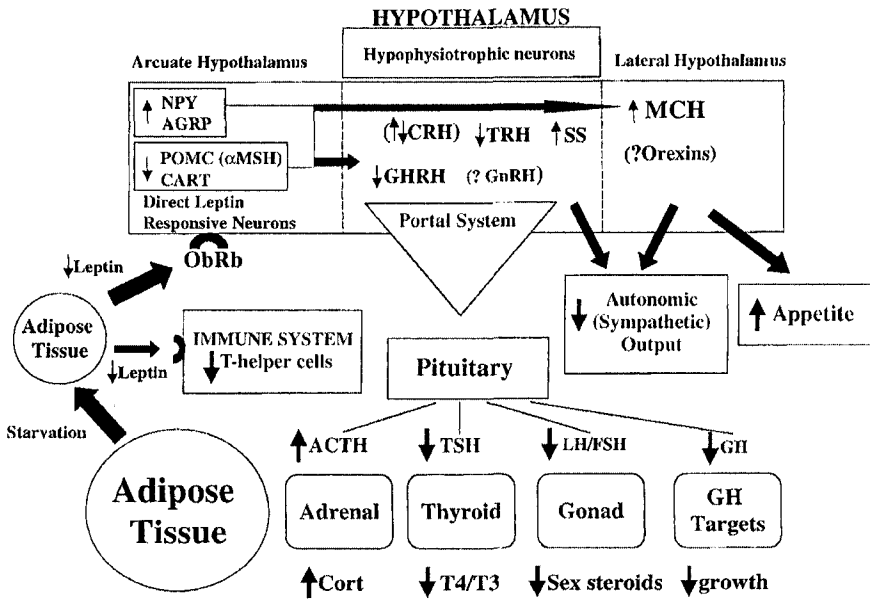 HYPOTHALAMUS
Hypophysiotrophic neurons
Arcuate Hypothalamus
Lateral Hypothalamus
↑ NPY
AGRP
↓ POMC (αMSH)
CART
Direct Leptin
Responsive Neurons
(↑↓CRH) ↓TRH ↑SS
↓GHRH (? GnRH)
↑ MCH
(?Orexins)
Portal System
ObRb
↓Leptin
Adipose
Tissue
↓Leptin
IMMUNE SYSTEM
↓ T-helper cells
Starvation
Adipose
Tissue
Pituitary
↓ Autonomic
(Sympathetic)
Output
↑ Appetite
↑ACTH ↓TSH ↓LH/FSH ↓GH
Adrenal
Thyroid
Gonad
GH
Targets
↑Cort ↓T4/T3 ↓Sex steroids ↓growth